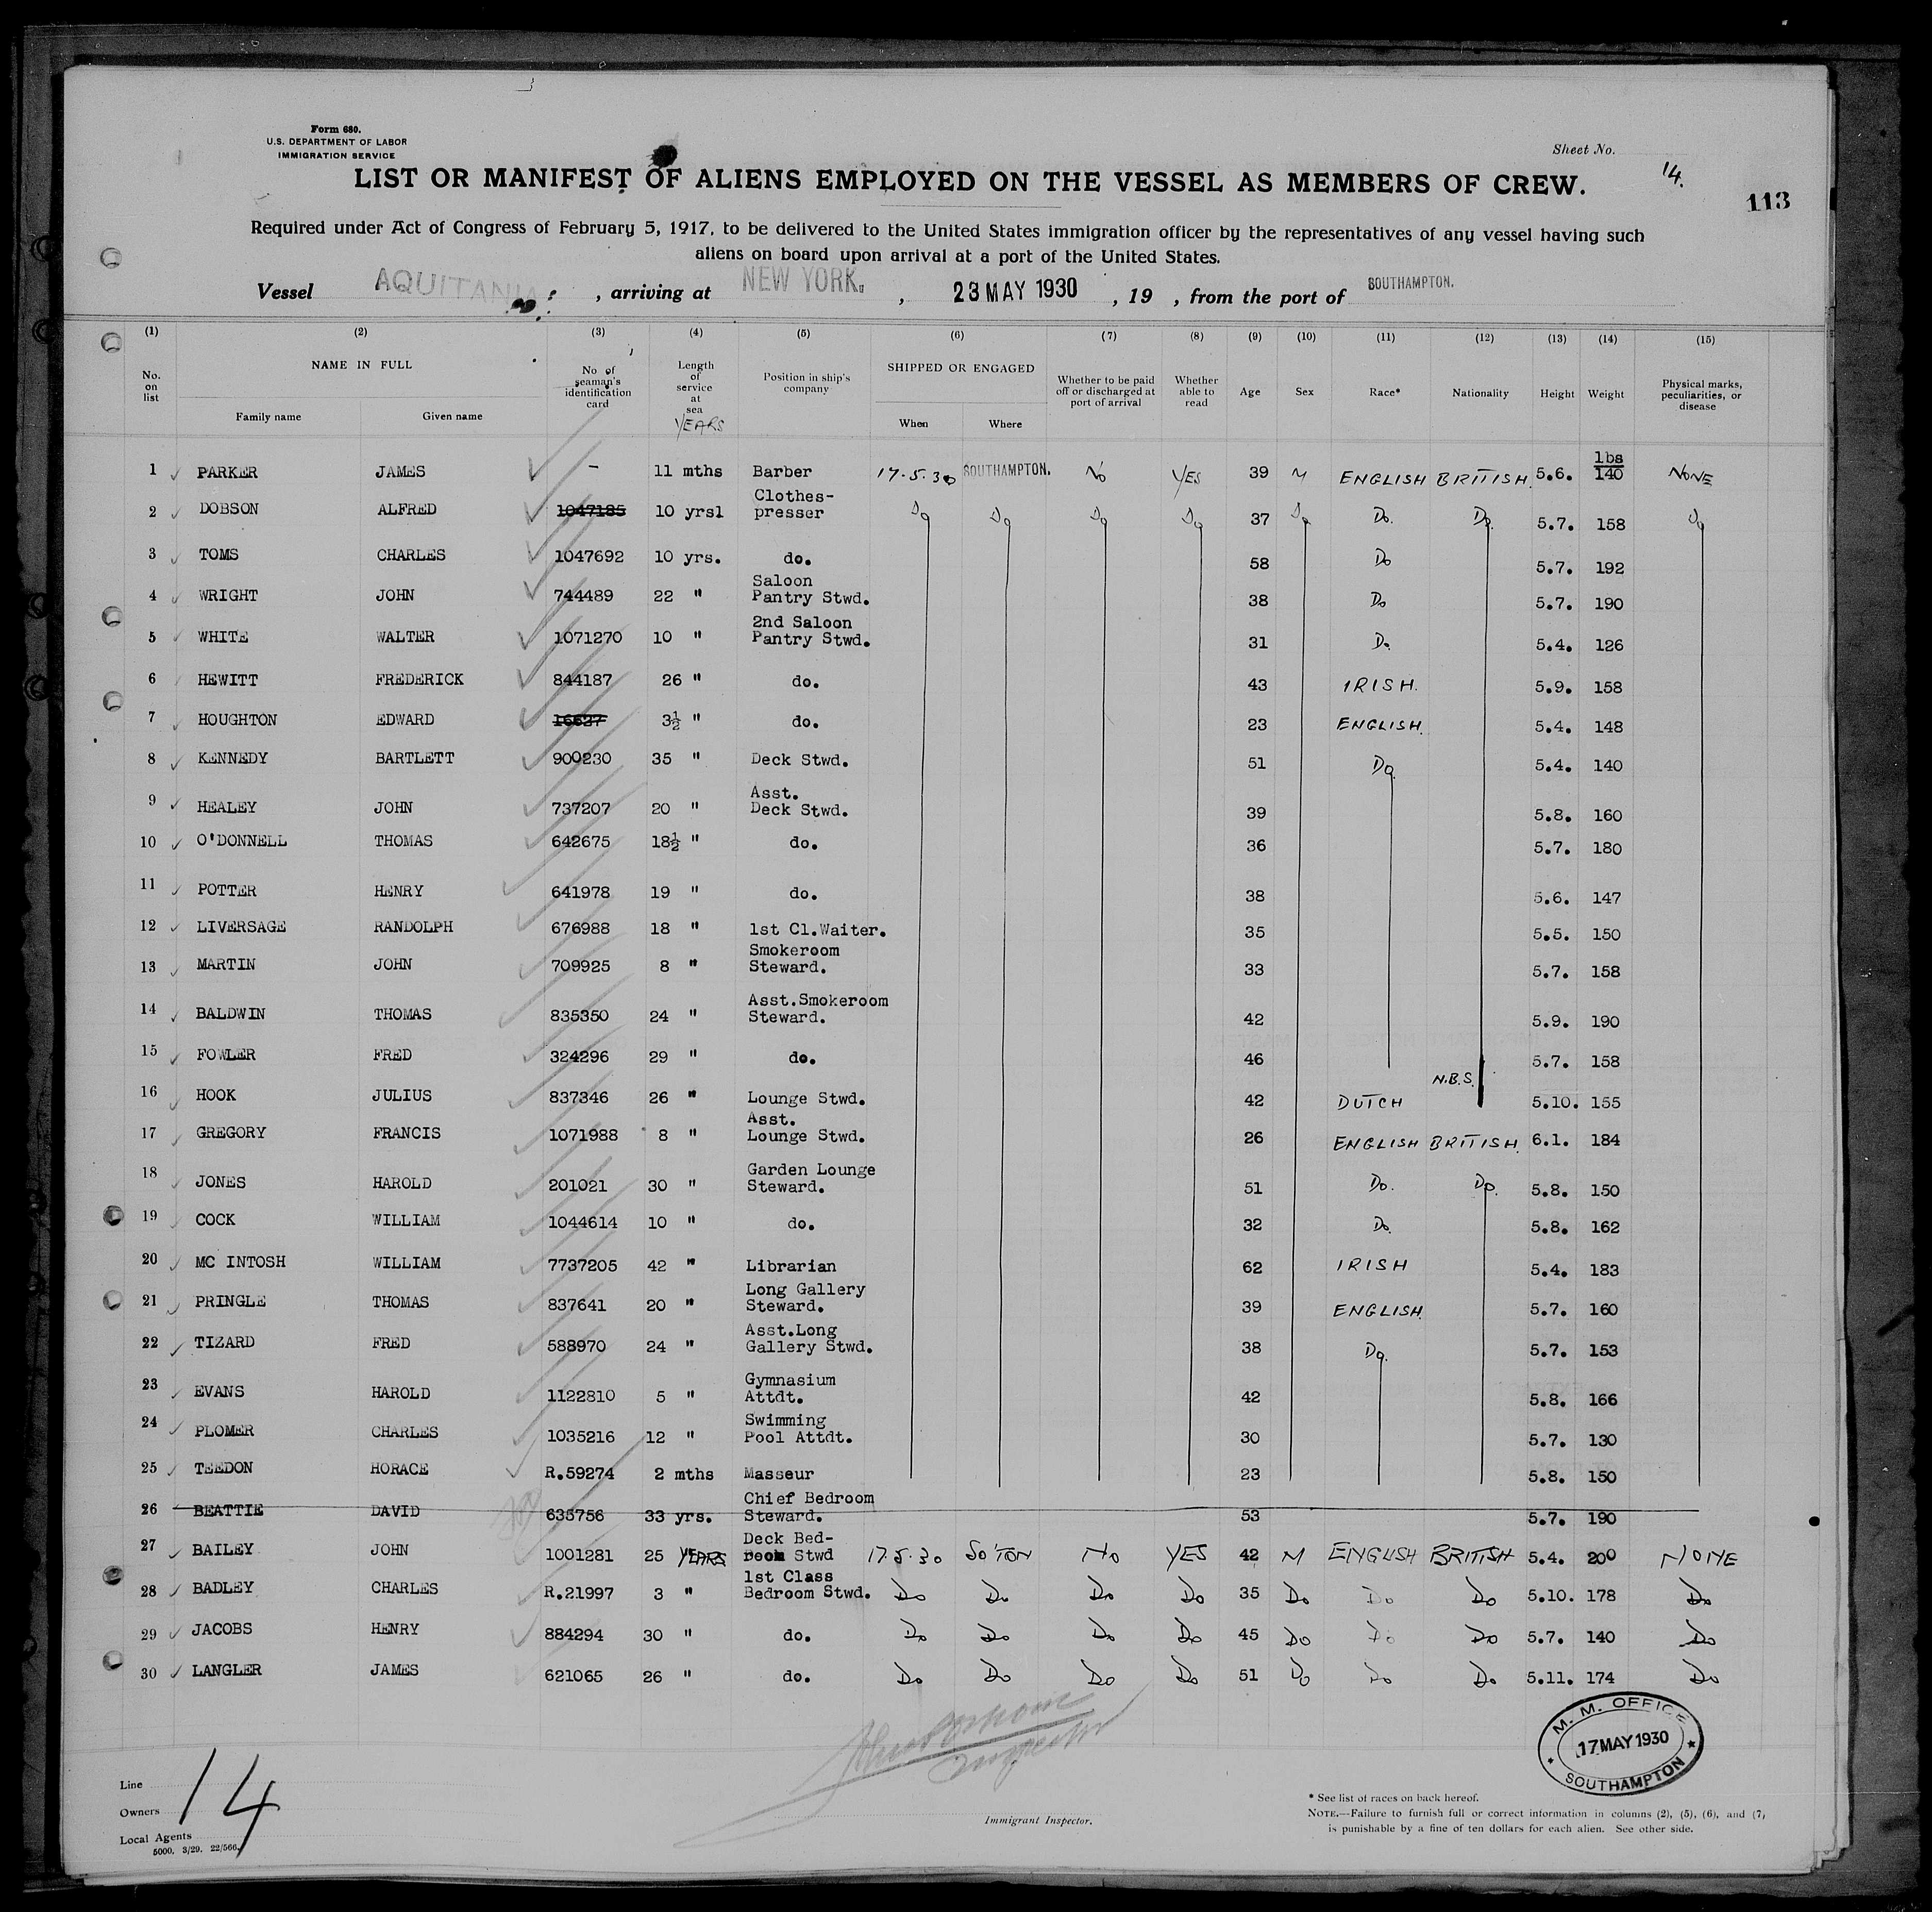 Form 680.
U.S. DEPARTMENT OF LABOR
IMMIGRATION SERVICE
Sheet No. 14.
LIST OR MANIFEST OF ALIENS EMPLOYED ON THE VESSEL AS MEMBERS OF CREW.
113
Required under Act of Congress of February 5, 1917, to be delivered to the United States immigration officer by the representatives of any vessel having such
aliens on board upon arrival at a port of the United States.
Vessel AQUITANIA , arriving at NEW YORK. , 23 MAY 1930 , 19 , from the port of SOUTHAMPTON.
(1) (2) (3) (4) (5) (6) (7) (8) (9) (10) (11) (12) (13) (14) (15)
No. on list NAME IN FULL Family name Given name No of seaman's identification card Length of service at sea YEARS Position in ship's company SHIPPED OR ENGAGED When Where Whether to be paid off or discharged at port of arrival Whether able to read Age Sex Race* Nationality Height Weight Physical marks, peculiarities, or disease
1 PARKER JAMES – 11 mths Barber 17.5.30 SOUTHAMPTON. No YES 39 M ENGLISH BRITISH 5.6. lbs 140 NONE
2 DOBSON ALFRED 1047185 10 yrsl Clothes-presser Do Do Do Do 37 Do Do. Do. 5.7. 158 Do
3 TOMS CHARLES 1047692 10 yrs. do. 58 Do 5.7. 192
4 WRIGHT JOHN 744489 22 " Saloon Pantry Stwd. 38 Do 5.7. 190
5 WHITE WALTER 1071270 10 " 2nd Saloon Pantry Stwd. 31 Do. 5.4. 126
6 HEWITT FREDERICK 844187 26 " do. 43 IRISH. 5.9. 158
7 HOUGHTON EDWARD 16627 3½ " do. 23 ENGLISH. 5.4. 148
8 KENNEDY BARTLETT 900230 35 " Deck Stwd. 51 Do. 5.4. 140
9 HEALEY JOHN 737207 20 " Asst. Deck Stwd. 39 5.8. 160
10 O'DONNELL THOMAS 642675 18½ " do. 36 5.7. 180
11 POTTER HENRY 641978 19 " do. 38 5.6. 147
12 LIVERSAGE RANDOLPH 676988 18 " 1st Cl.Waiter. 35 5.5. 150
13 MARTIN JOHN 709925 8 " Smokeroom Steward. 33 5.7. 158
14 BALDWIN THOMAS 835350 24 " Asst.Smokeroom Steward. 42 5.9. 190
15 FOWLER FRED 324296 29 " do. 46 5.7. 158
16 HOOK JULIUS 837346 26 " Lounge Stwd. 42 DUTCH N.B.S. 5.10. 155
17 GREGORY FRANCIS 1071988 8 " Asst. Lounge Stwd. 26 ENGLISH BRITISH. 6.1. 184
18 JONES HAROLD 201021 30 " Garden Lounge Steward. 51 Do. Do. 5.8. 150
19 COCK WILLIAM 1044614 10 " do. 32 Do. 5.8. 162
20 MC INTOSH WILLIAM 7737205 42 " Librarian 62 IRISH 5.4. 183
21 PRINGLE THOMAS 837641 20 " Long Gallery Steward. 39 ENGLISH. 5.7. 160
22 TIZARD FRED 588970 24 " Asst.Long Gallery Stwd. 38 Do. 5.7. 153
23 EVANS HAROLD 1122810 5 " Gymnasium Attdt. 42 5.8. 166
24 PLOMER CHARLES 1035216 12 " Swimming Pool Attdt. 30 5.7. 130
25 TEEDON HORACE R.59274 2 mths Masseur 23 5.8. 150
26 BEATTIE DAVID 635756 33 yrs. Chief Bedroom Steward. 53 5.7. 190
27 BAILEY JOHN 1001281 25 YEARS Deck Bed-room Stwd 17.5.30 SO'TON No YES 42 M ENGLISH BRITISH 5.4. 200 NONE
28 BADLEY CHARLES R.21997 3 " 1st Class Bedroom Stwd. Do Do Do Do 35 Do Do Do 5.10. 178 Do
29 JACOBS HENRY 884294 30 " do. Do Do Do Do 45 Do Do Do 5.7. 140 Do
30 LANGLER JAMES 621065 26 " do. Do Do Do Do 51 Do Do Do 5.11. 174 Do
M. M. OFFICE
17 MAY 1930
SOUTHAMPTON
Line
Owners
Local Agents
14
5000. 3/29. 22/566.
Inspector
Immigrant Inspector.
* See list of races on back hereof.
NOTE.—Failure to furnish full or correct information in columns (2), (5), (6), and (7)
is punishable by a fine of ten dollars for each alien. See other side.